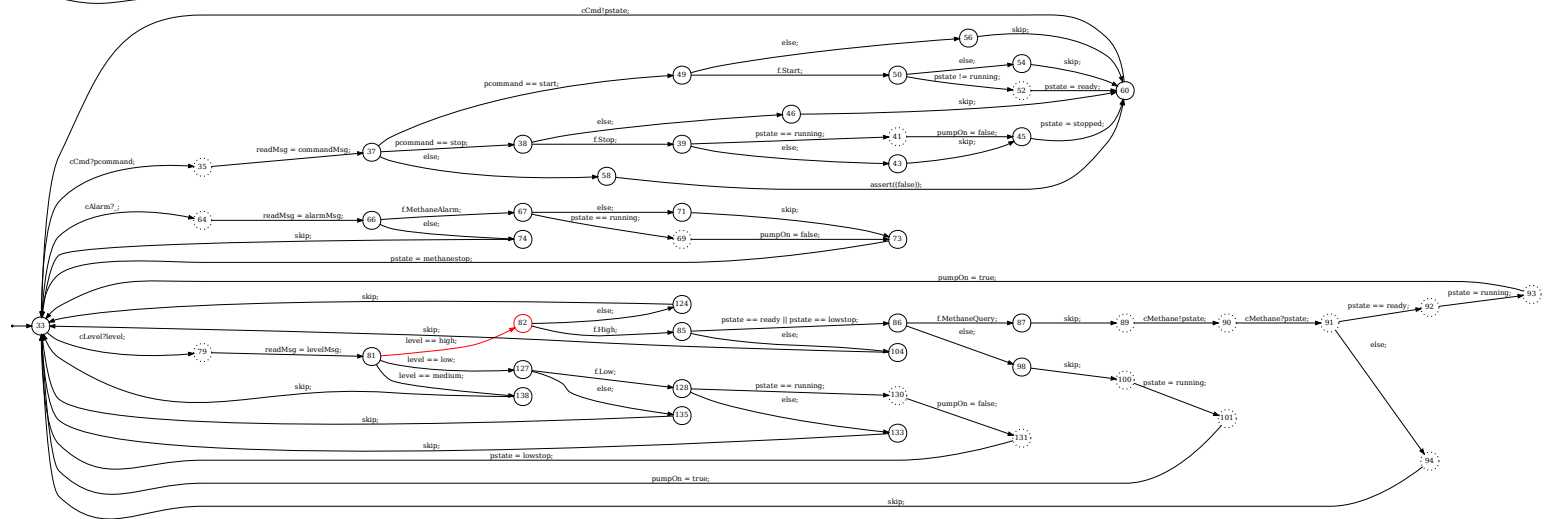 cCmd!pstate;
skip;
56
else;
else;
54
skip;
49
f.Start;
50
pstate != running;
52
pstate = ready;
60
pcommand == start;
46
skip;
else;
pstate = stopped;
pstate == running;
41
pumpOn = false;
45
pcommand == stop;
38
f.Stop;
39
else;
skip;
43
readMsg = commandMsg;
37
else;
cCmd?pcommand;
35
58
assert((false));
cAlarm?_;
64
readMsg = alarmMsg;
66
f.MethaneAlarm;
67
else;
71
skip;
pstate == running;
else;
skip;
74
69
pumpOn = false;
73
pstate = methanestop;
pumpOn = true;
93
pstate = running;
skip;
124
else;
92
pstate == ready;
33
82
f.High;
85
pstate == ready || pstate == lowstop;
86
f.MethaneQuery;
87
skip;
89
cMethane!pstate;
90
cMethane?pstate;
91
skip;
level == high;
else;
104
else;
else;
cLevel?level;
79
readMsg = levelMsg;
81
level == low;
127
f.Low;
98
skip;
100
pstate = running;
level == medium;
skip;
138
else;
128
pstate == running;
130
pumpOn = false;
else;
135
skip;
101
133
131
skip;
pstate = lowstop;
94
pumpOn = true;
skip;